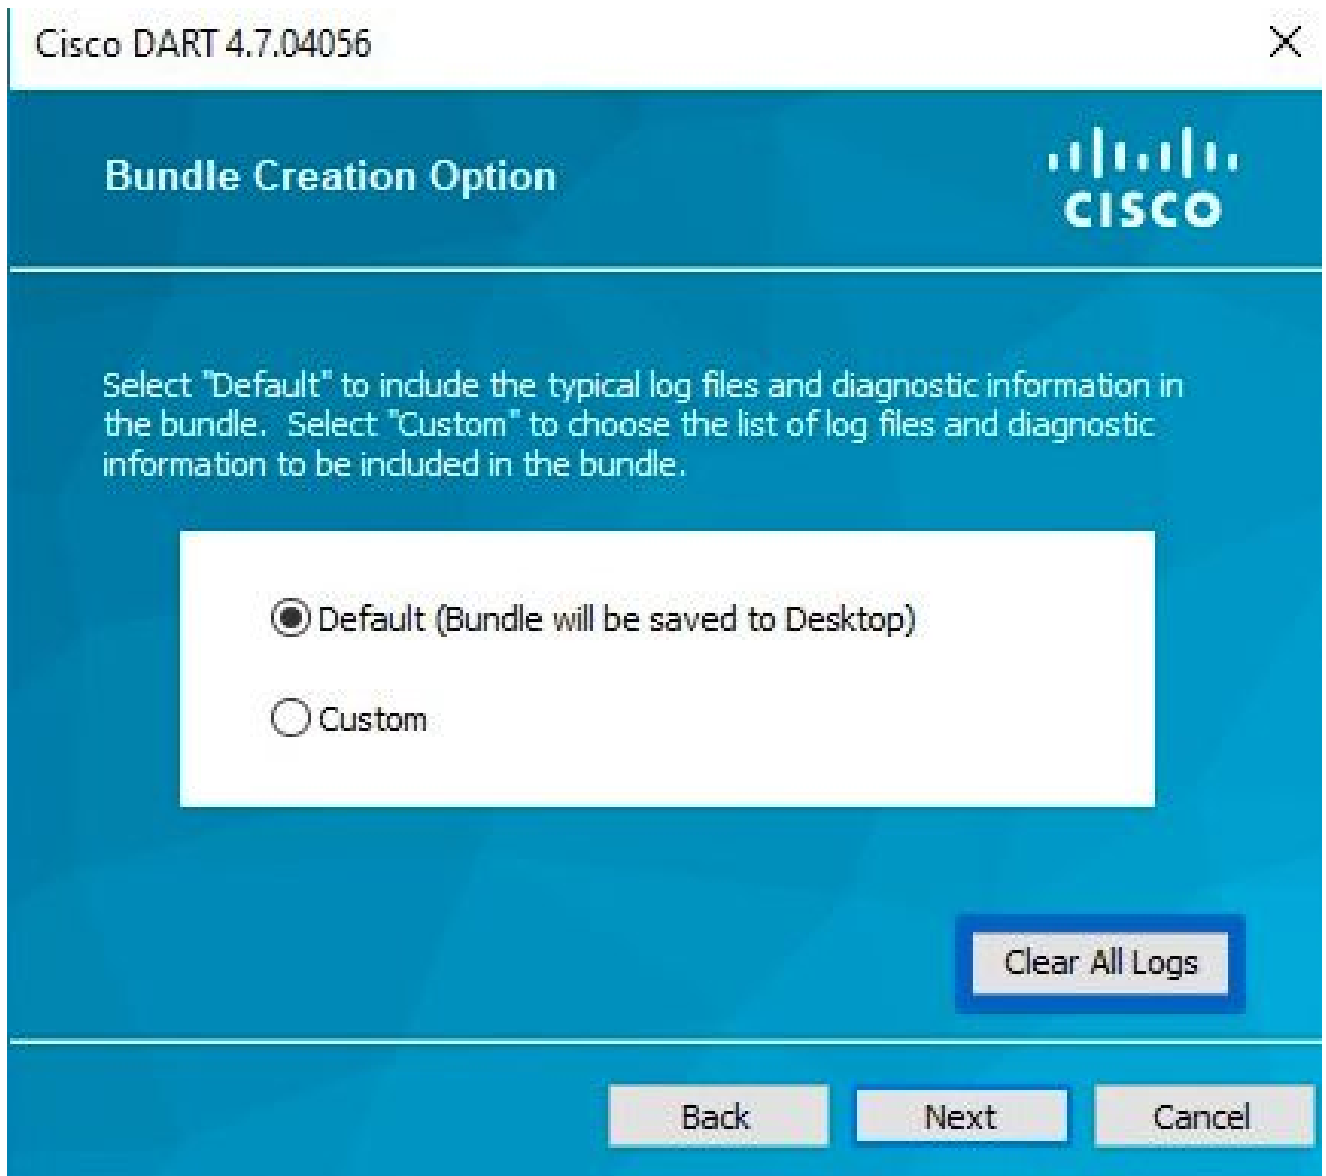 Cisco DART 4.7.04056
Bundle Creation Option
CISCO
Select "Default" to include the typical log files and diagnostic information in
the bundle.  Select "Custom" to choose the list of log files and diagnostic
information to be included in the bundle.
Default (Bundle will be saved to Desktop)
Custom
Clear All Logs
Back Next Cancel